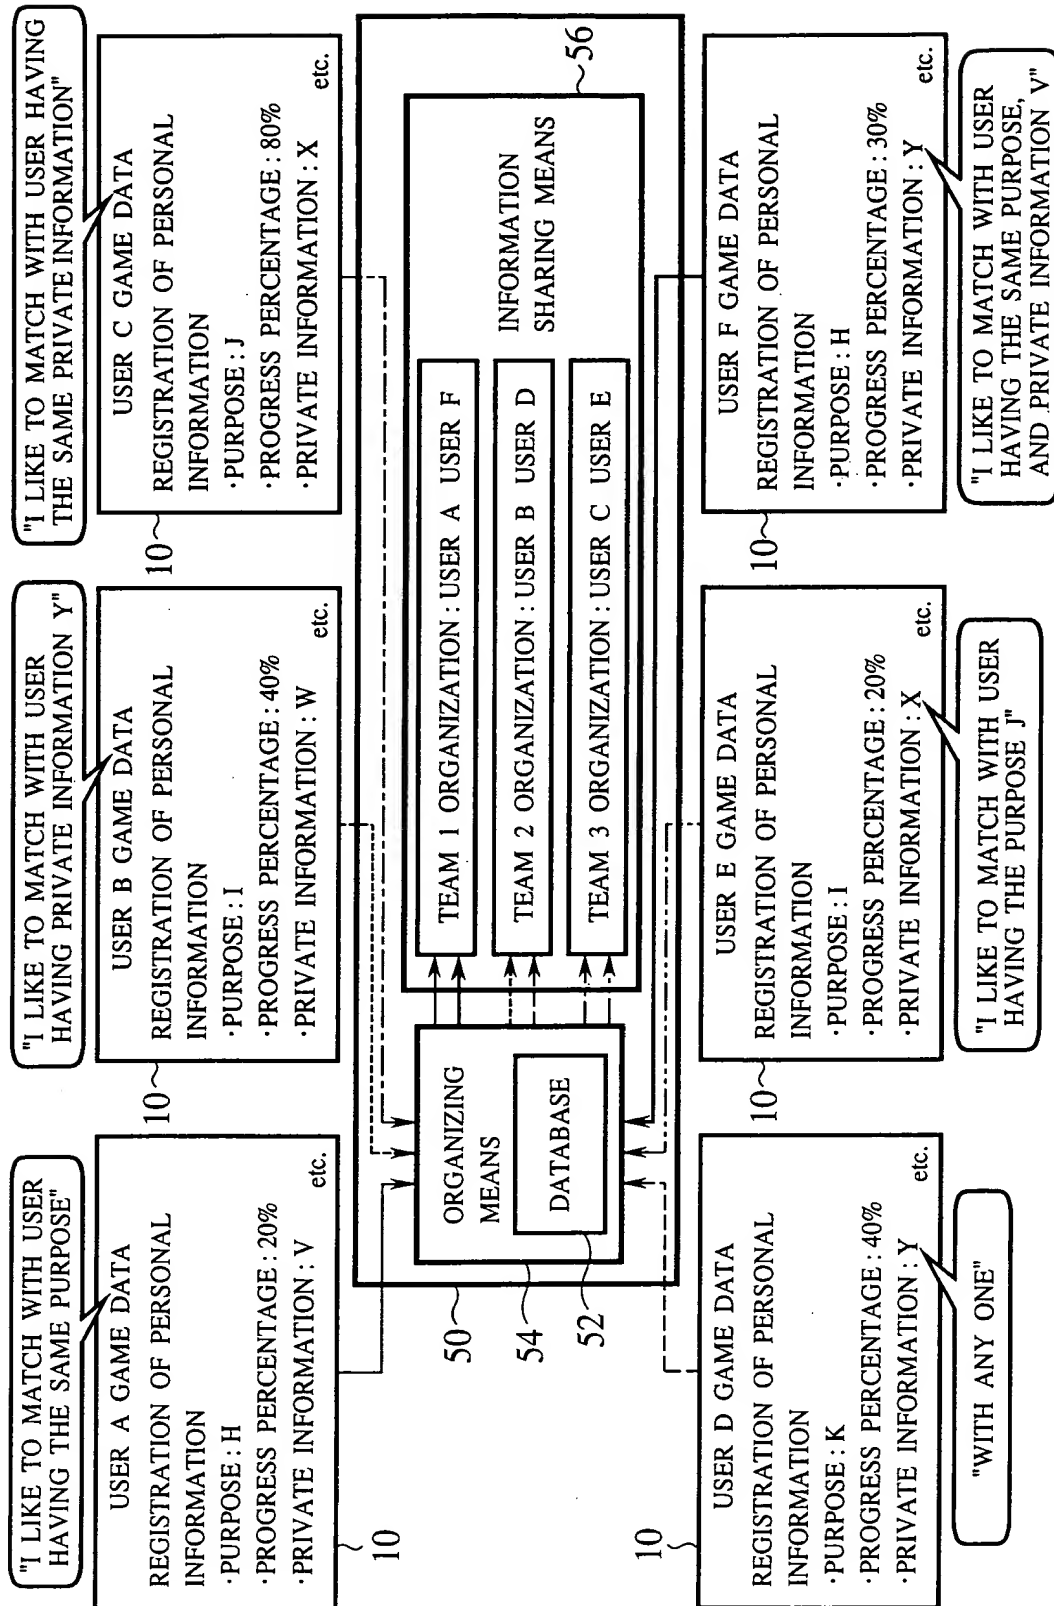 "I LIKE TO MATCH WITH USER
HAVING THE SAME PURPOSE"
USER A GAME DATA
REGISTRATION OF PERSONAL
INFORMATION
·PURPOSE : H
·PROGRESS PERCENTAGE : 20%
·PRIVATE INFORMATION : V
etc.
10
"I LIKE TO MATCH WITH USER
HAVING PRIVATE INFORMATION Y"
USER B GAME DATA
REGISTRATION OF PERSONAL
INFORMATION
·PURPOSE : I
·PROGRESS PERCENTAGE : 40%
·PRIVATE INFORMATION : W
etc.
10
"I LIKE TO MATCH WITH USER HAVING
THE SAME PRIVATE INFORMATION"
USER C GAME DATA
REGISTRATION OF PERSONAL
INFORMATION
·PURPOSE : J
·PROGRESS PERCENTAGE : 80%
·PRIVATE INFORMATION : X
etc.
10
50
54
52
ORGANIZING
MEANS
DATABASE
TEAM 1 ORGANIZATION : USER A USER F
TEAM 2 ORGANIZATION : USER B USER D
TEAM 3 ORGANIZATION : USER C USER E
INFORMATION
SHARING MEANS
56
USER D GAME DATA
REGISTRATION OF PERSONAL
INFORMATION
·PURPOSE : K
·PROGRESS PERCENTAGE : 40%
·PRIVATE INFORMATION : Y
etc.
10
"WITH ANY ONE"
USER E GAME DATA
REGISTRATION OF PERSONAL
INFORMATION
·PURPOSE : I
·PROGRESS PERCENTAGE : 20%
·PRIVATE INFORMATION : X
etc.
10
"I LIKE TO MATCH WITH USER
HAVING THE PURPOSE J"
USER F GAME DATA
REGISTRATION OF PERSONAL
INFORMATION
·PURPOSE : H
·PROGRESS PERCENTAGE : 30%
·PRIVATE INFORMATION : Y
etc.
10
"I LIKE TO MATCH WITH USER
HAVING THE SAME PURPOSE,
AND PRIVATE INFORMATION V"